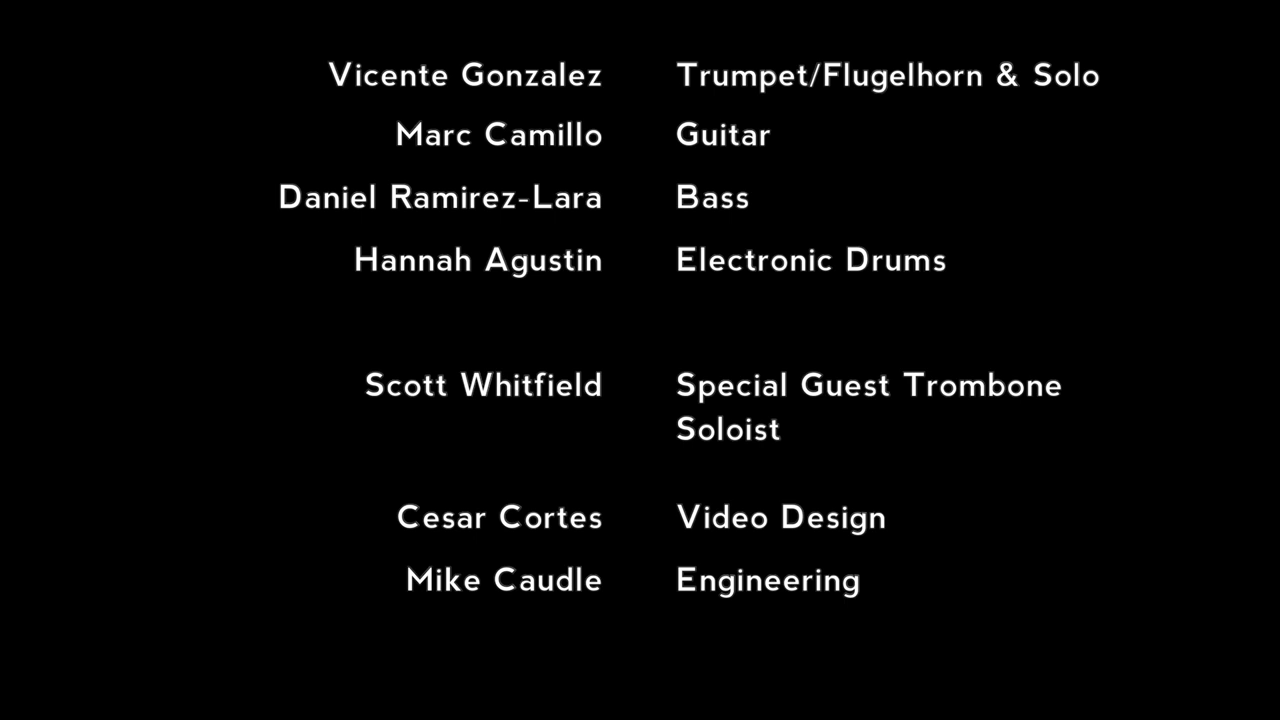 Vicente Gonzalez Trumpet/Flugelhorn & Solo
Marc Camillo Guitar
Daniel Ramirez-Lara Bass
Hannah Agustin Electronic Drums
Scott Whitfield Special Guest Trombone
Soloist
Cesar Cortes Video Design
Mike Caudle Engineering